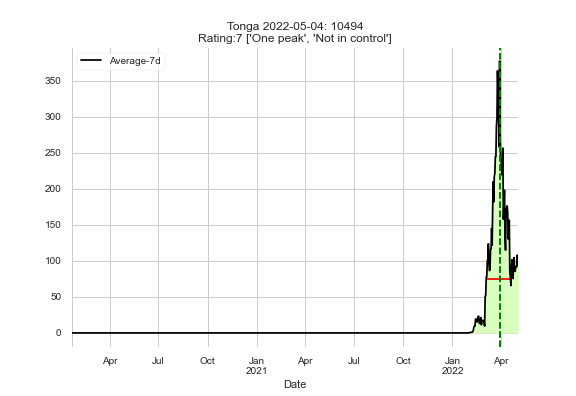 Tonga 2022-05-04: 10494
Rating:7 ['One peak', 'Not in control']
Average-7d
350
300
250
200
150
100
50
0
Apr Jul Oct Jan Apr Jul Oct Jan Apr
2021 2022
Date